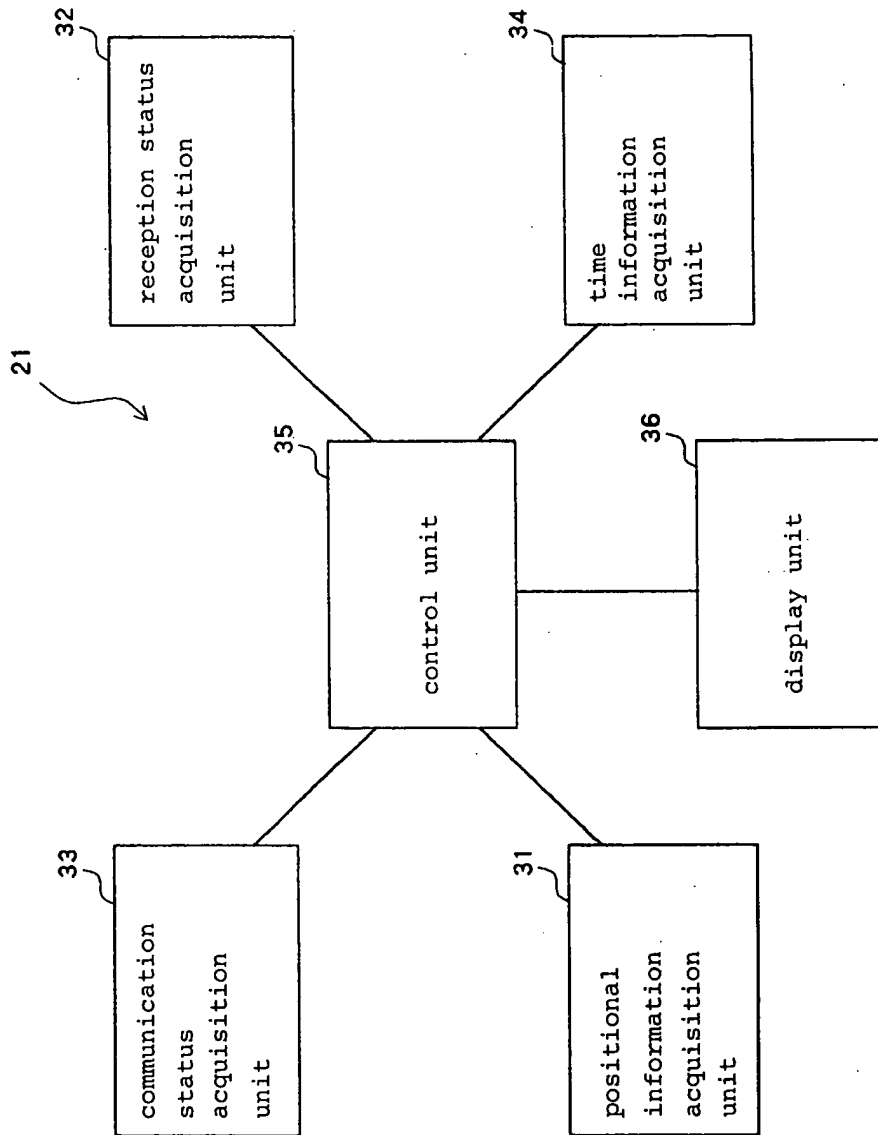 21
33
communication
status
acquisition
unit
32
reception status
acquisition
unit
35
control unit
31
positional
information
acquisition
unit
34
time
information
acquisition
unit
36
display unit